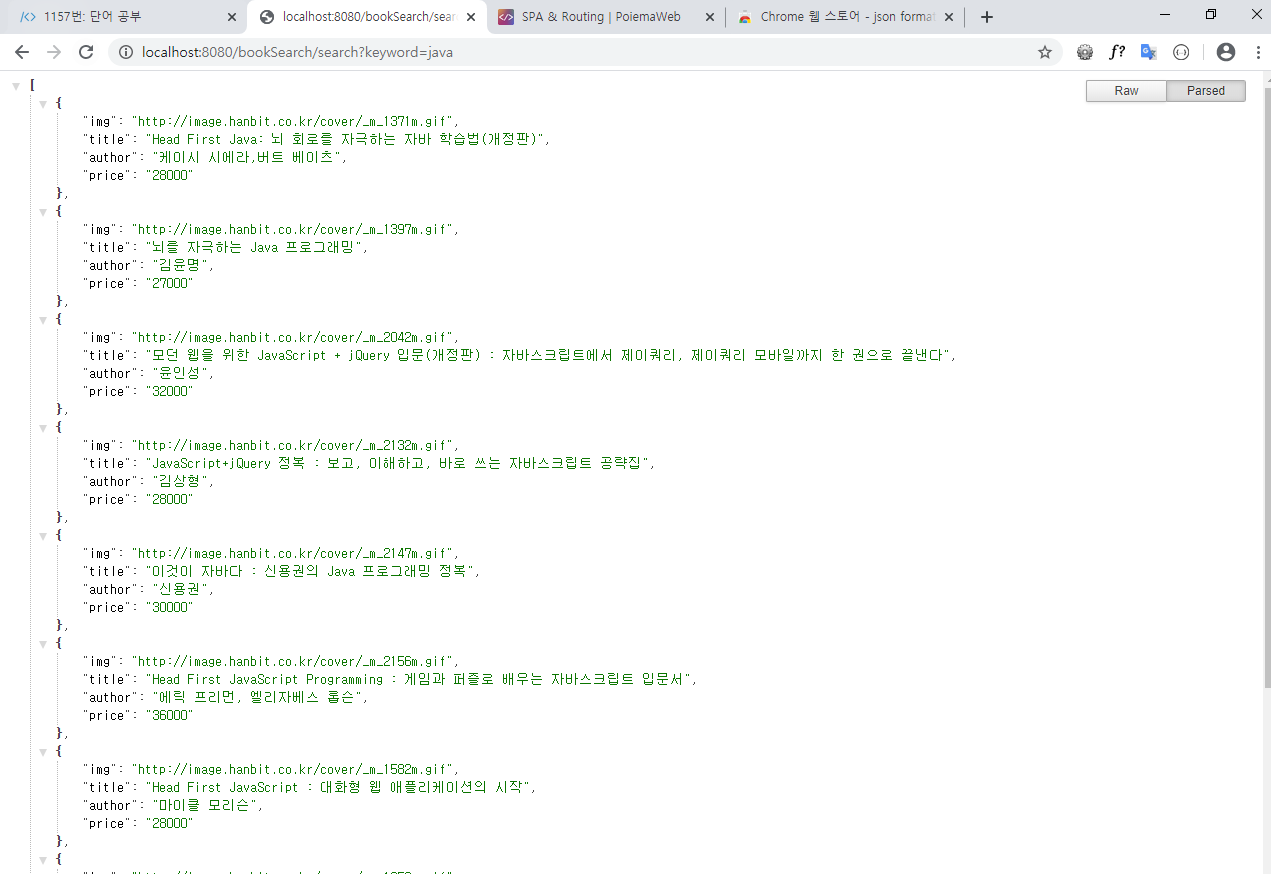 1157번: 단어 공부
localhost:8080/bookSearch/sear
SPA & Routing | PoiemaWeb
Chrome 웹 스토어 - json format
localhost:8080/bookSearch/search?keyword=java
Raw
Parsed
[
{
"img": "http://image.hanbit.co.kr/cover/_m_1371m.gif",
"title": "Head First Java: 뇌 회로를 자극하는 자바 학습법(개정판)",
"author": "케이시 시에라,버트 베이츠",
"price": "28000"
},
{
"img": "http://image.hanbit.co.kr/cover/_m_1397m.gif",
"title": "뇌를 자극하는 Java 프로그래밍",
"author": "김윤명",
"price": "27000"
},
{
"img": "http://image.hanbit.co.kr/cover/_m_2042m.gif",
"title": "모던 웹을 위한 JavaScript + jQuery 입문(개정판) : 자바스크립트에서 제이쿼리, 제이쿼리 모바일까지 한 권으로 끝낸다",
"author": "윤인성",
"price": "32000"
},
{
"img": "http://image.hanbit.co.kr/cover/_m_2132m.gif",
"title": "JavaScript+jQuery 정복 : 보고, 이해하고, 바로 쓰는 자바스크립트 공략집",
"author": "김상형",
"price": "28000"
},
{
"img": "http://image.hanbit.co.kr/cover/_m_2147m.gif",
"title": "이것이 자바다 : 신용권의 Java 프로그래밍 정복",
"author": "신용권",
"price": "30000"
},
{
"img": "http://image.hanbit.co.kr/cover/_m_2156m.gif",
"title": "Head First JavaScript Programming : 게임과 퍼즐로 배우는 자바스크립트 입문서",
"author": "에릭 프리먼, 엘리자베스 롭슨",
"price": "36000"
},
{
"img": "http://image.hanbit.co.kr/cover/_m_1582m.gif",
"title": "Head First JavaScript : 대화형 웹 애플리케이션의 시작",
"author": "마이클 모리슨",
"price": "28000"
},
{